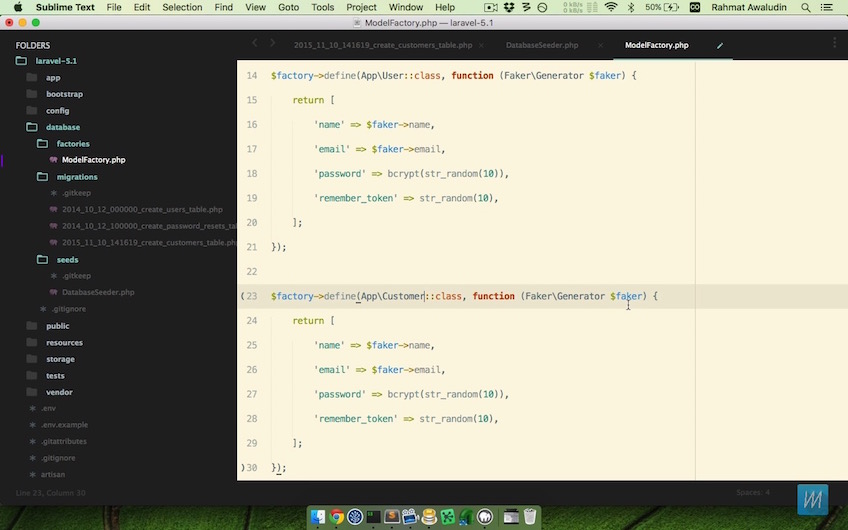 Sublime Text File Edit Selection Find View Goto Tools Project Window Help 50% Rahmat Awaludin
ModelFactory.php — laravel-5.1
FOLDERS
laravel-5.1
app
bootstrap
config
database
factories
ModelFactory.php
migrations
.gitkeep
2014_10_12_000000_create_users_table.php
2014_10_12_100000_create_password_resets_ta
2015_11_10_141619_create_customers_table.ph
seeds
.gitkeep
DatabaseSeeder.php
.gitignore
public
resources
storage
tests
vendor
.env
.env.example
.gitattributes
.gitignore
artisan
2015_11_10_141619_create_customers_table.php DatabaseSeeder.php ModelFactory.php
14 $factory->define(App\User::class, function (Faker\Generator $faker) {
15 return [
16 'name' => $faker->name,
17 'email' => $faker->email,
18 'password' => bcrypt(str_random(10)),
19 'remember_token' => str_random(10),
20 ];
21 });
22
(23 $factory->define(App\Customer::class, function (Faker\Generator $faker) {
24 return [
25 'name' => $faker->name,
26 'email' => $faker->email,
27 'password' => bcrypt(str_random(10)),
28 'remember_token' => str_random(10),
29 ];
)30 });
Line 23, Column 30 Spaces: 4